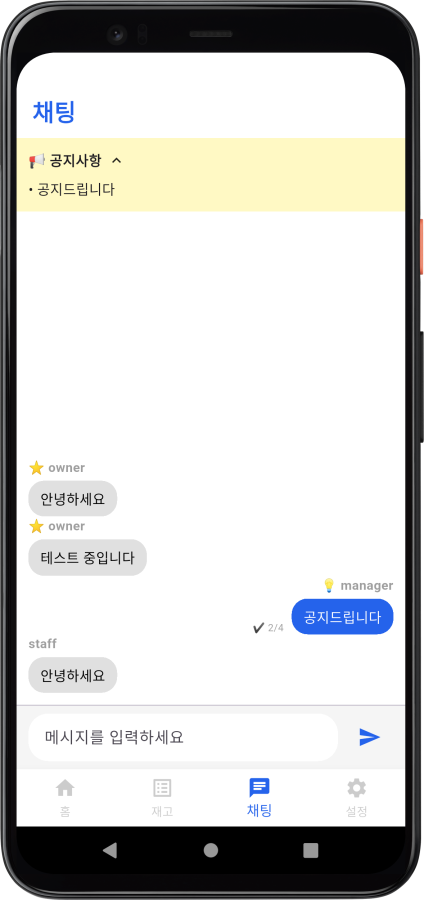 채팅
📢 공지사항
• 공지드립니다
⭐ owner
안녕하세요
⭐ owner
테스트 중입니다
💡 manager
✔ 2/4 공지드립니다
staff
안녕하세요
메시지를 입력하세요
홈 재고 채팅 설정